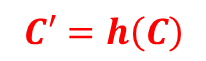 C′ = h(C)